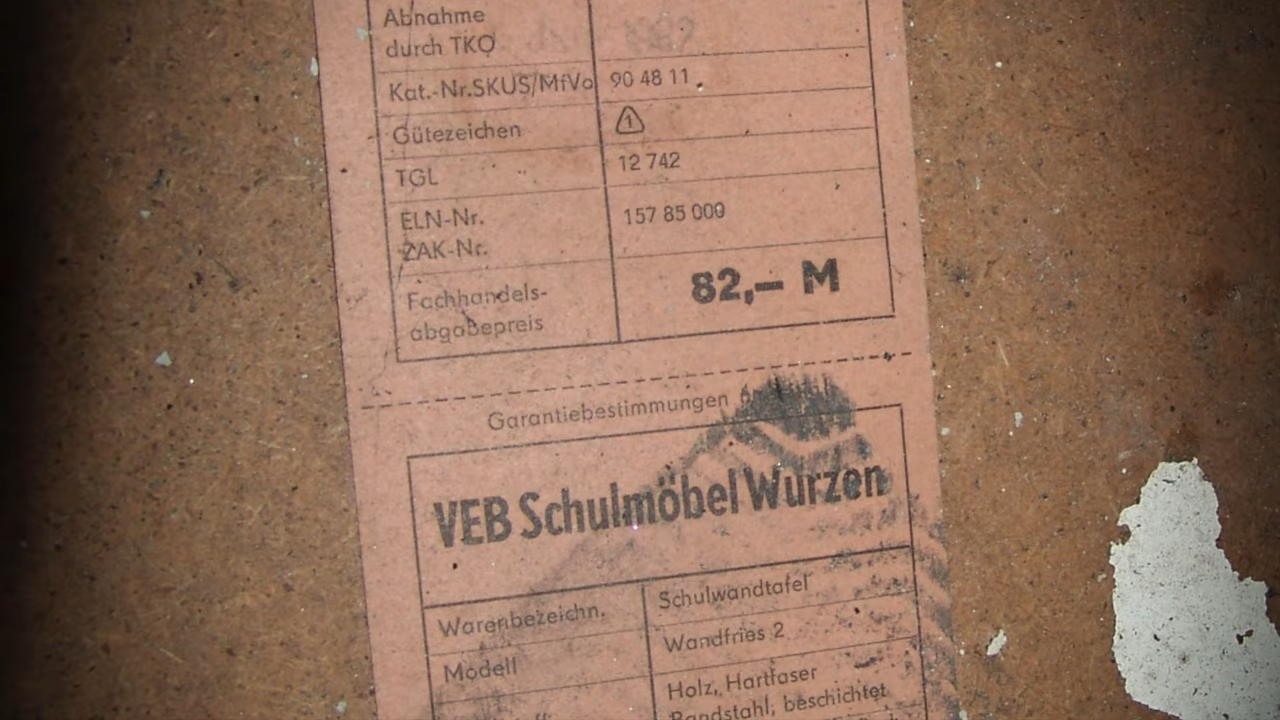 Abnahme
durch TKO
Kat.-Nr.SKUS/MfVo 90 48 11
Gütezeichen 1
TGL 12 742
ELN-Nr. 157 85 000
ZAK-Nr.
Fachhandels- 82,– M
abgabepreis
Garantiebestimmungen
VEB Schulmöbel Wurzen
Warenbezeichn. Schulwandtafel
Modell Wandfries 2
Holz, Hartfaser
Bandstahl, beschichtet